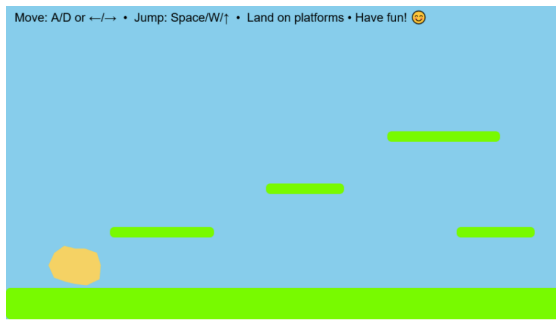 Move: A/D or ←/→ • Jump: Space/W/↑ • Land on platforms • Have fun! 😊